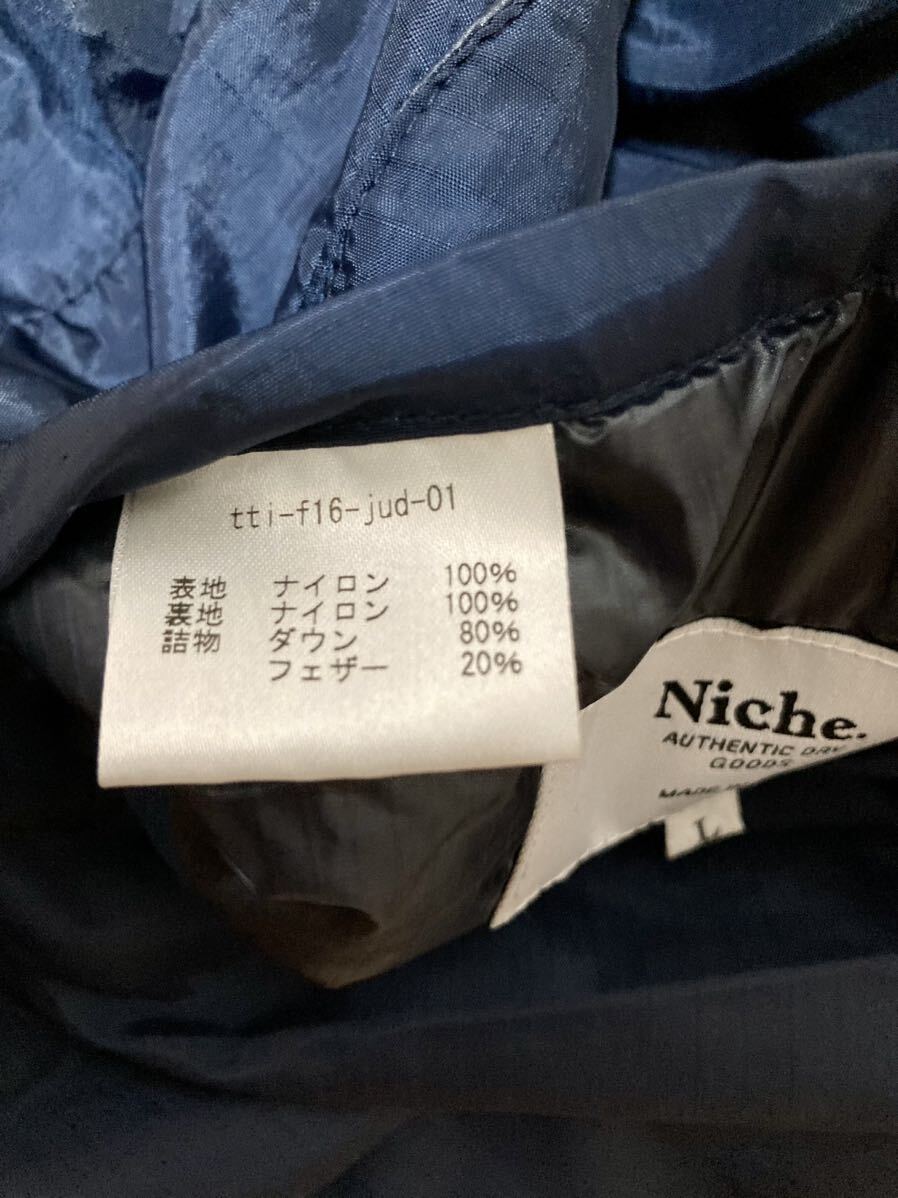 tti-f16-jud-01
表地 ナイロン 100%
裏地 ナイロン 100%
詰物 ダウン 80%
フェザー 20%
Niche.
AUTHENTIC DRY
GOODS
MADE
L